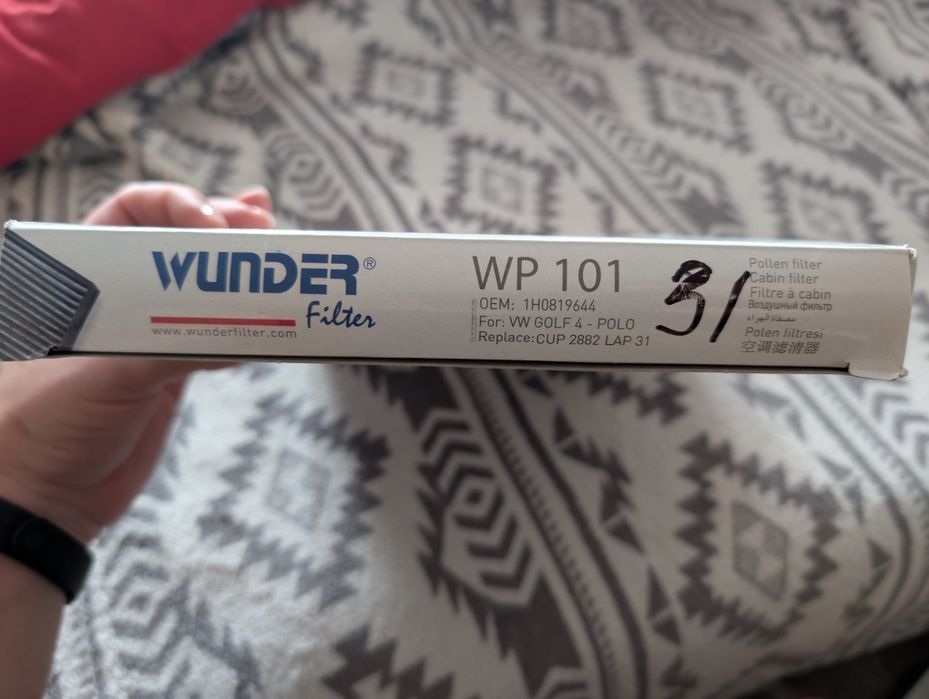 WUNDER®
Filter
www.wunderfilter.com
WP 101
OEM: 1H0819644
For: VW GOLF 4 - POLO
Replace:CUP 2882 LAP 31
31
Pollen filter
Cabin filter
Filtre à cabin
Воздушный фильтр
مصفاة الهواء
Polen filtresi
空调滤清器